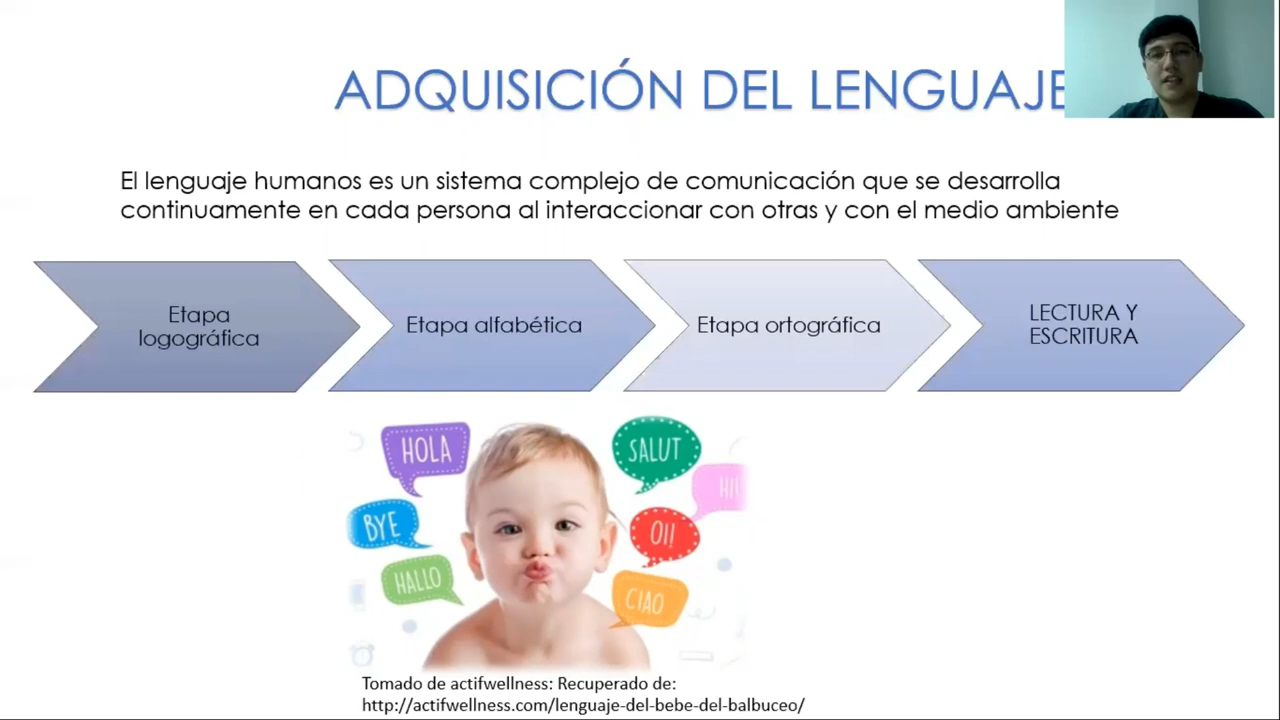 ADQUISICIÓN DEL LENGUAJE
El lenguaje humanos es un sistema complejo de comunicación que se desarrolla
continuamente en cada persona al interaccionar con otras y con el medio ambiente
Etapa
logográfica
Etapa alfabética
Etapa ortográfica
LECTURA Y
ESCRITURA
HOLA
SALUT
HI!
BYE
OI!
HALLO
CIAO
Tomado de actifwellness: Recuperado de:
http://actifwellness.com/lenguaje-del-bebe-del-balbuceo/